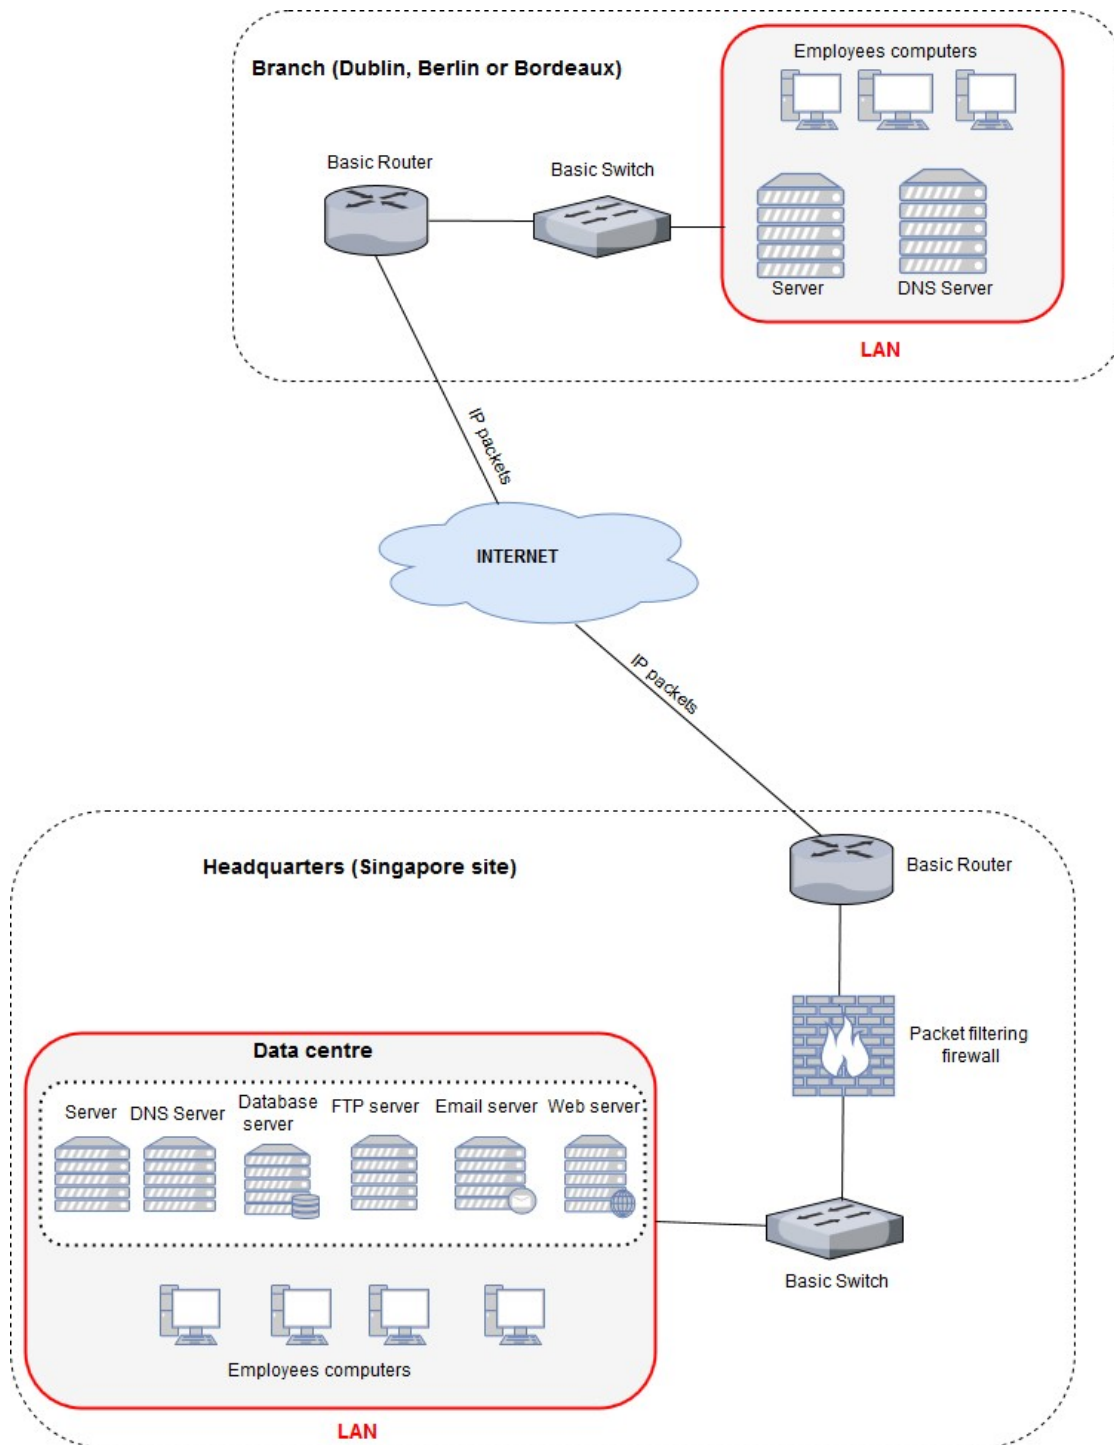 Employees computers
Branch (Dublin, Berlin or Bordeaux)
Basic Router
Basic Switch
Server
DNS Server
LAN
IP packets
INTERNET
IP packets
Headquarters (Singapore site)
Basic Router
Packet filtering
firewall
Data centre
Server
DNS Server
Database
server
FTP server
Email server
Web server
Basic Switch
Employees computers
LAN